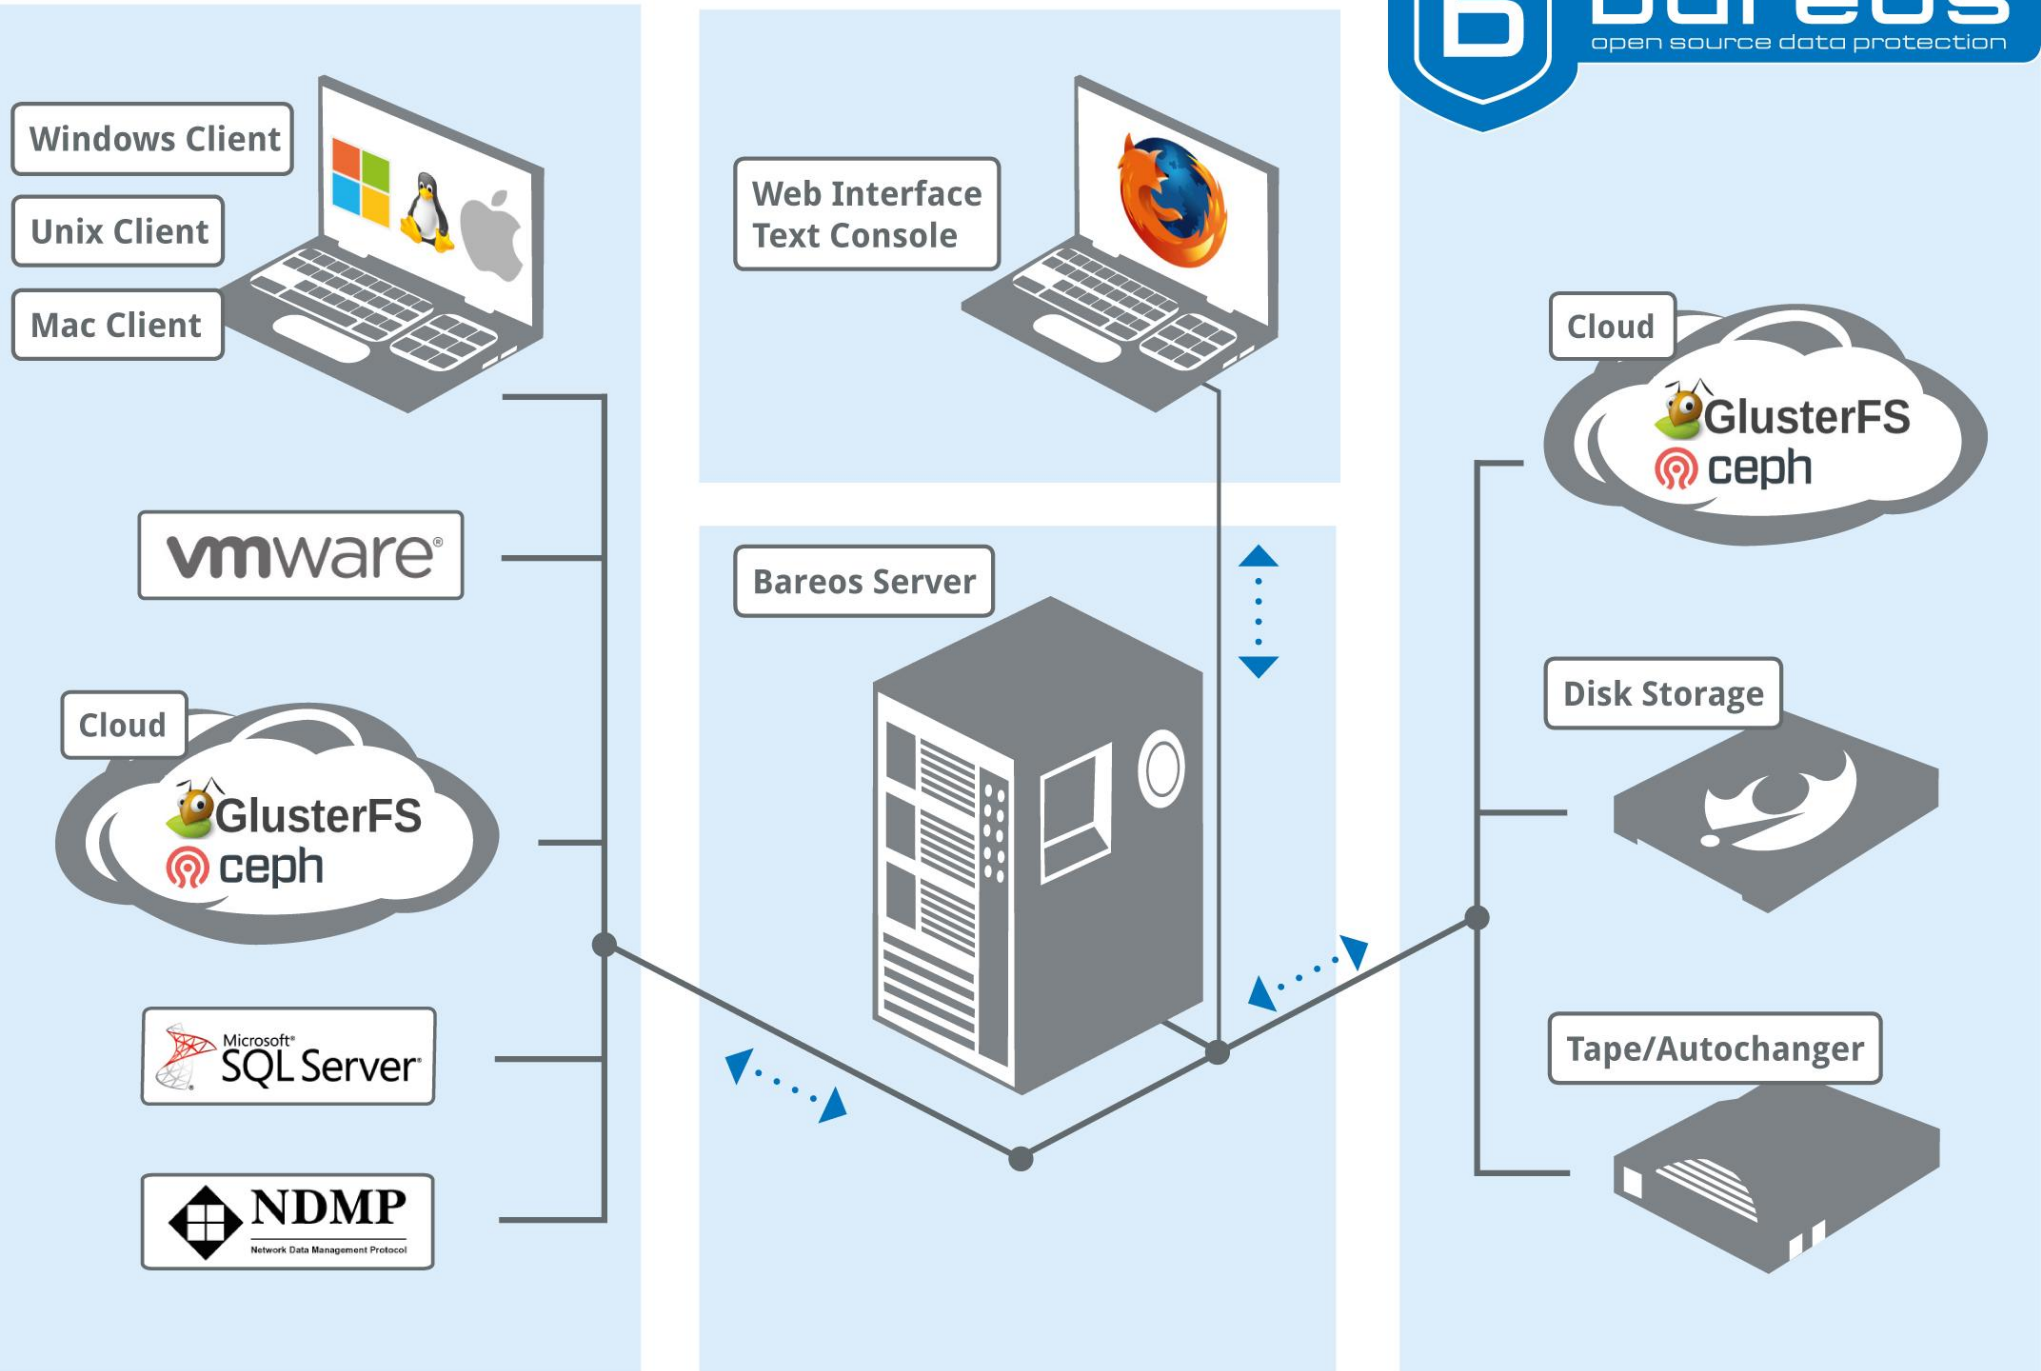 bareos
open source data protection
Windows Client
Unix Client
Mac Client
vmware®
Cloud
GlusterFS
ceph
Microsoft®
SQL Server
NDMP
Network Data Management Protocol
Web Interface
Text Console
Bareos Server
Cloud
GlusterFS
ceph
Disk Storage
Tape/Autochanger